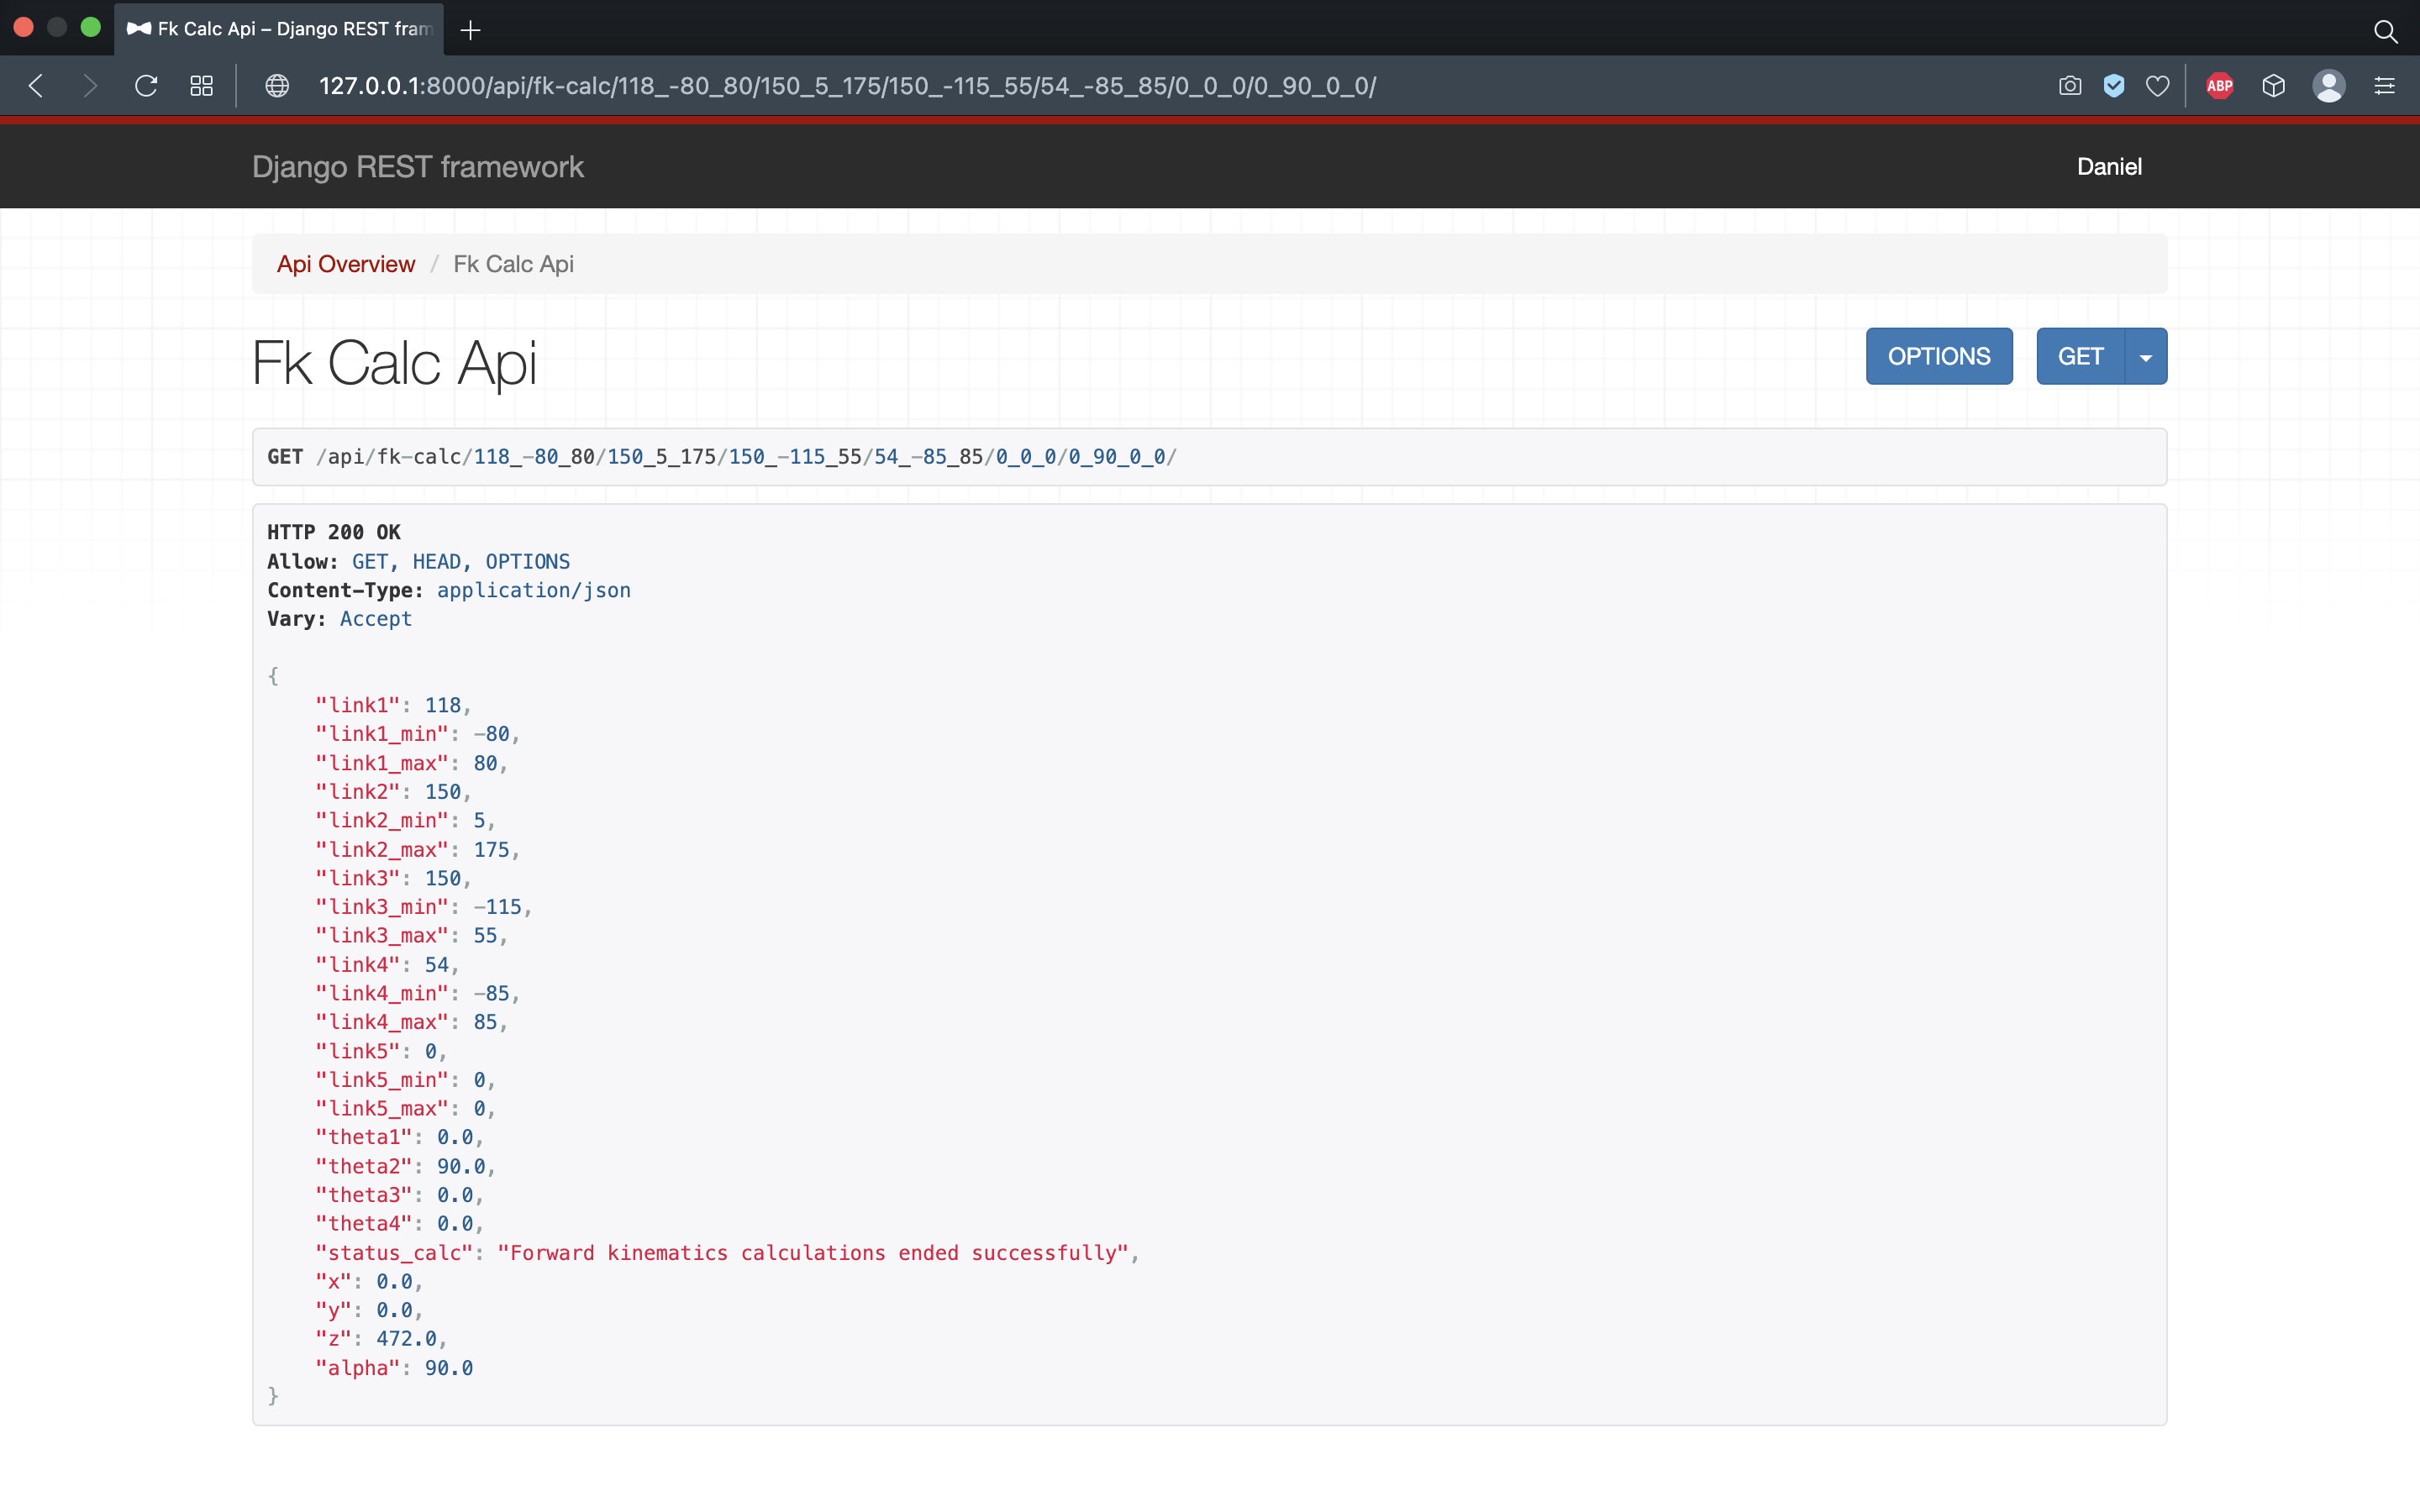 Fk Calc Api – Django REST fram
127.0.0.1:8000/api/fk-calc/118_-80_80/150_5_175/150_-115_55/54_-85_85/0_0_0/0_90_0_0/
ABP
Django REST framework
Daniel
Api Overview / Fk Calc Api
Fk Calc Api
OPTIONS
GET
GET /api/fk-calc/118_-80_80/150_5_175/150_-115_55/54_-85_85/0_0_0/0_90_0_0/
HTTP 200 OK
Allow: GET, HEAD, OPTIONS
Content-Type: application/json
Vary: Accept
{
"link1": 118,
"link1_min": -80,
"link1_max": 80,
"link2": 150,
"link2_min": 5,
"link2_max": 175,
"link3": 150,
"link3_min": -115,
"link3_max": 55,
"link4": 54,
"link4_min": -85,
"link4_max": 85,
"link5": 0,
"link5_min": 0,
"link5_max": 0,
"theta1": 0.0,
"theta2": 90.0,
"theta3": 0.0,
"theta4": 0.0,
"status_calc": "Forward kinematics calculations ended successfully",
"x": 0.0,
"y": 0.0,
"z": 472.0,
"alpha": 90.0
}